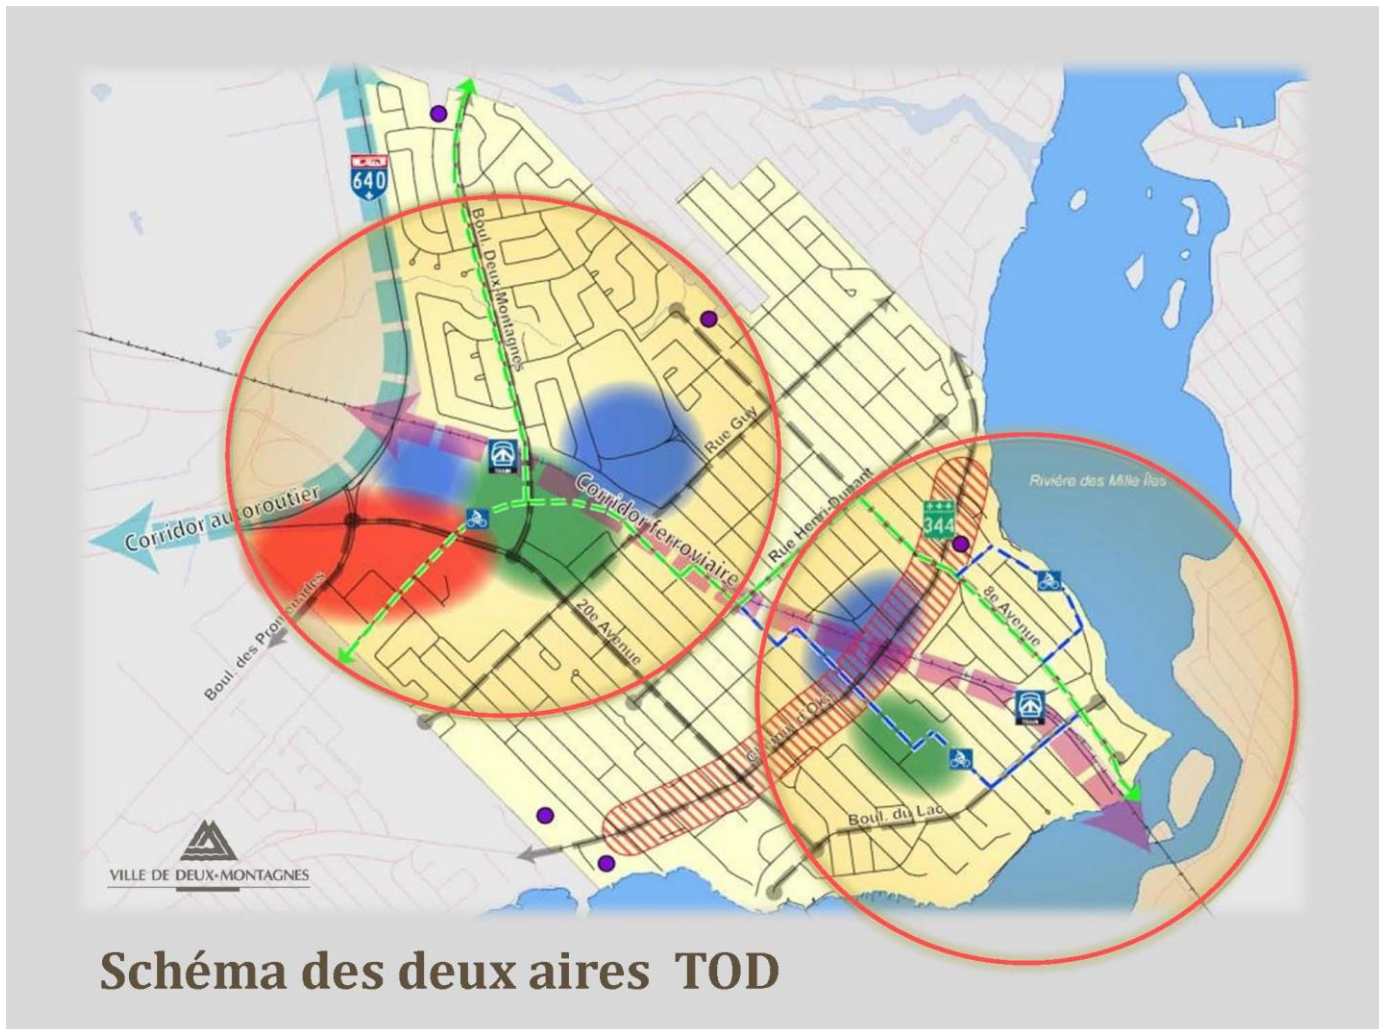 640
Boul. Deux-Montagnes
Rue Guy
TRAIN
Corridor autoroutier
Corridor ferroviaire
Rue Henri-Dunant
Rivière des Mille Îles
344
Boul. des Promenades
20e Avenue
8e Avenue
Chemin d'Oka
TRAIN
Boul. du Lac
VILLE DE DEUX-MONTAGNES
Schéma des deux aires TOD